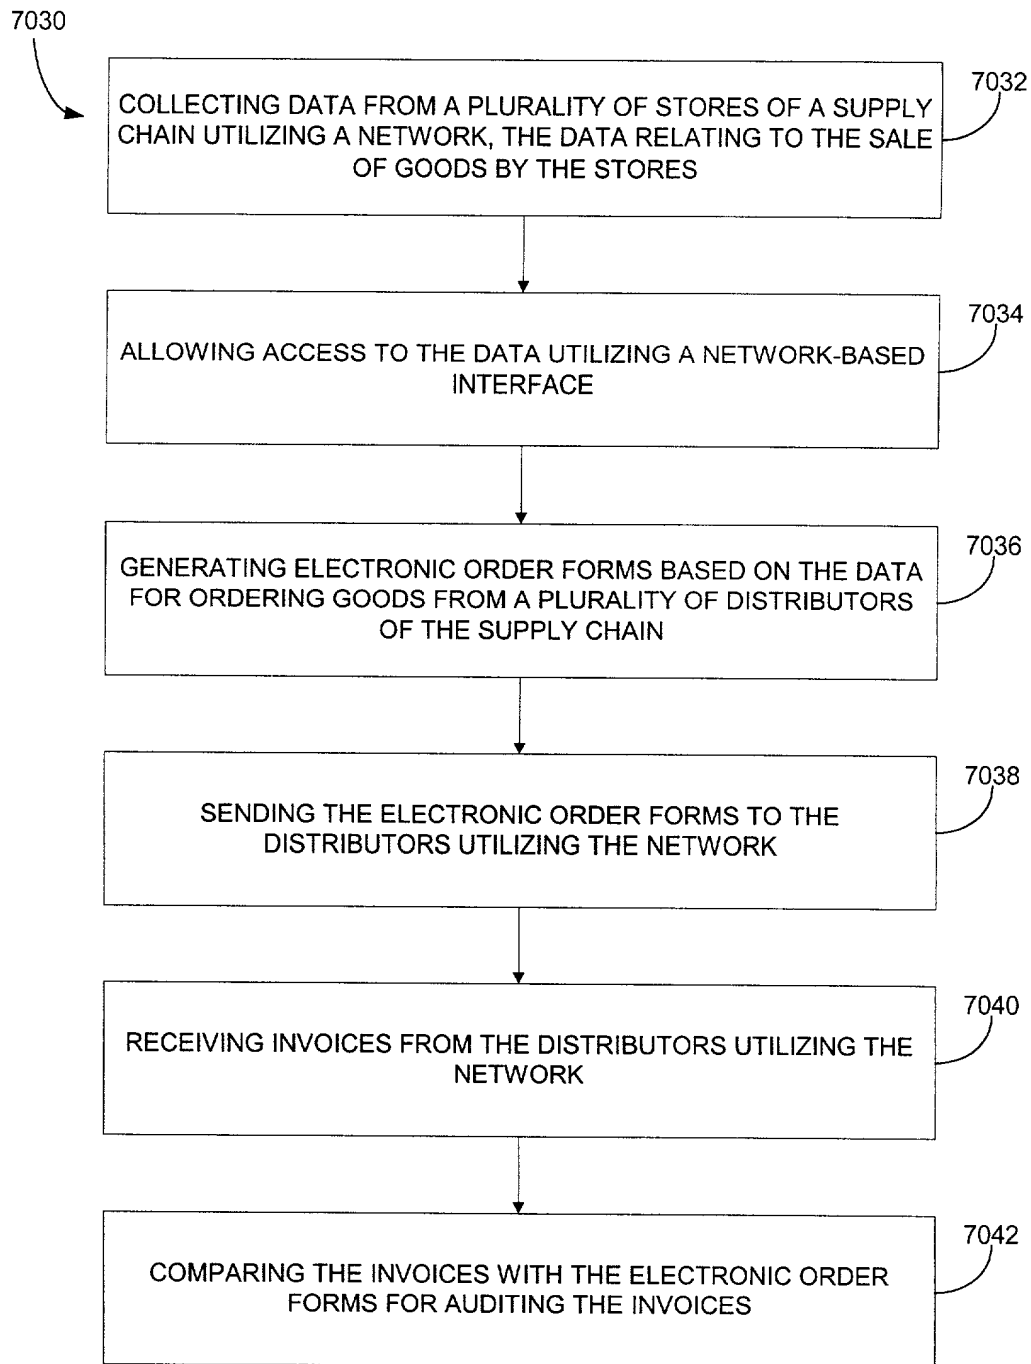 7030
7032
COLLECTING DATA FROM A PLURALITY OF STORES OF A SUPPLY
CHAIN UTILIZING A NETWORK, THE DATA RELATING TO THE SALE
OF GOODS BY THE STORES
7034
ALLOWING ACCESS TO THE DATA UTILIZING A NETWORK-BASED
INTERFACE
7036
GENERATING ELECTRONIC ORDER FORMS BASED ON THE DATA
FOR ORDERING GOODS FROM A PLURALITY OF DISTRIBUTORS
OF THE SUPPLY CHAIN
7038
SENDING THE ELECTRONIC ORDER FORMS TO THE
DISTRIBUTORS UTILIZING THE NETWORK
7040
RECEIVING INVOICES FROM THE DISTRIBUTORS UTILIZING THE
NETWORK
7042
COMPARING THE INVOICES WITH THE ELECTRONIC ORDER
FORMS FOR AUDITING THE INVOICES